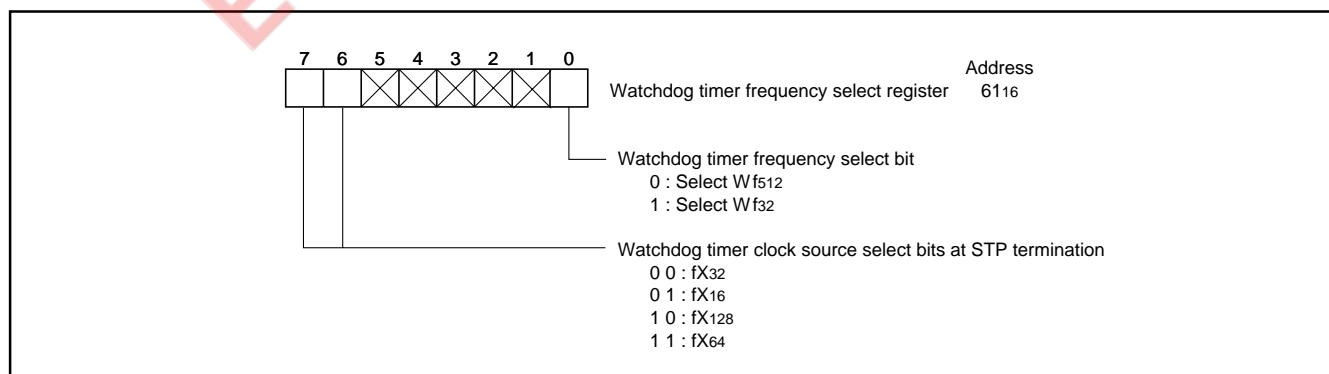 7 6 5 4 3 2 1 0
Address
Watchdog timer frequency select register 6116
Watchdog timer frequency select bit
0 : Select Wf512
1 : Select Wf32
Watchdog timer clock source select bits at STP termination
0 0 : fX32
0 1 : fX16
1 0 : fX128
1 1 : fX64